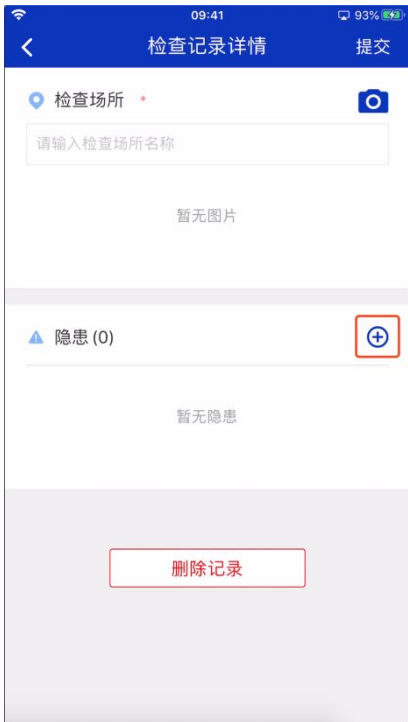 09:41
93%
检查记录详情
提交
检查场所 *
请输入检查场所名称
暂无图片
隐患(0)
暂无隐患
删除记录